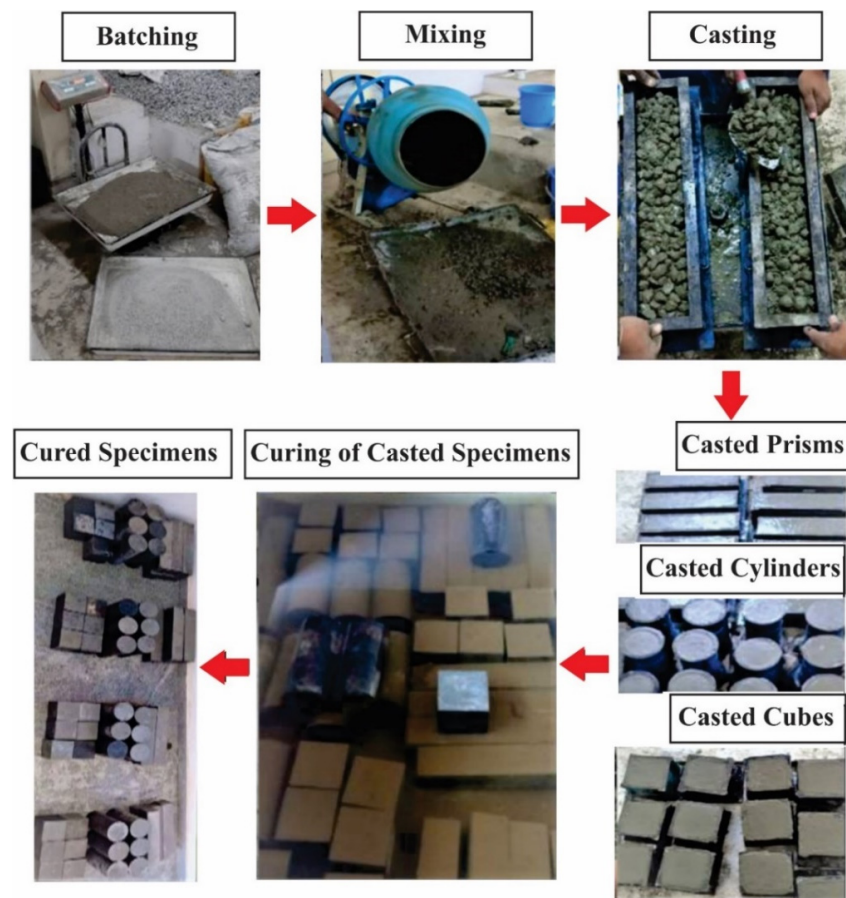 Batching
Mixing
Casting
Casted Prisms
Casted Cylinders
Casted Cubes
Curing of Casted Specimens
Cured Specimens